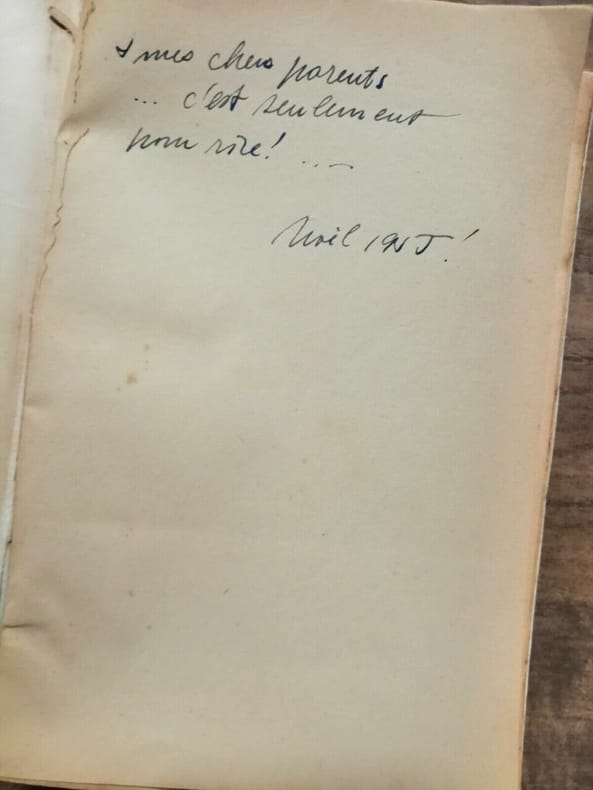 à mes chers parents
... c'est seulement
pour rire! ...
Noël 1955!